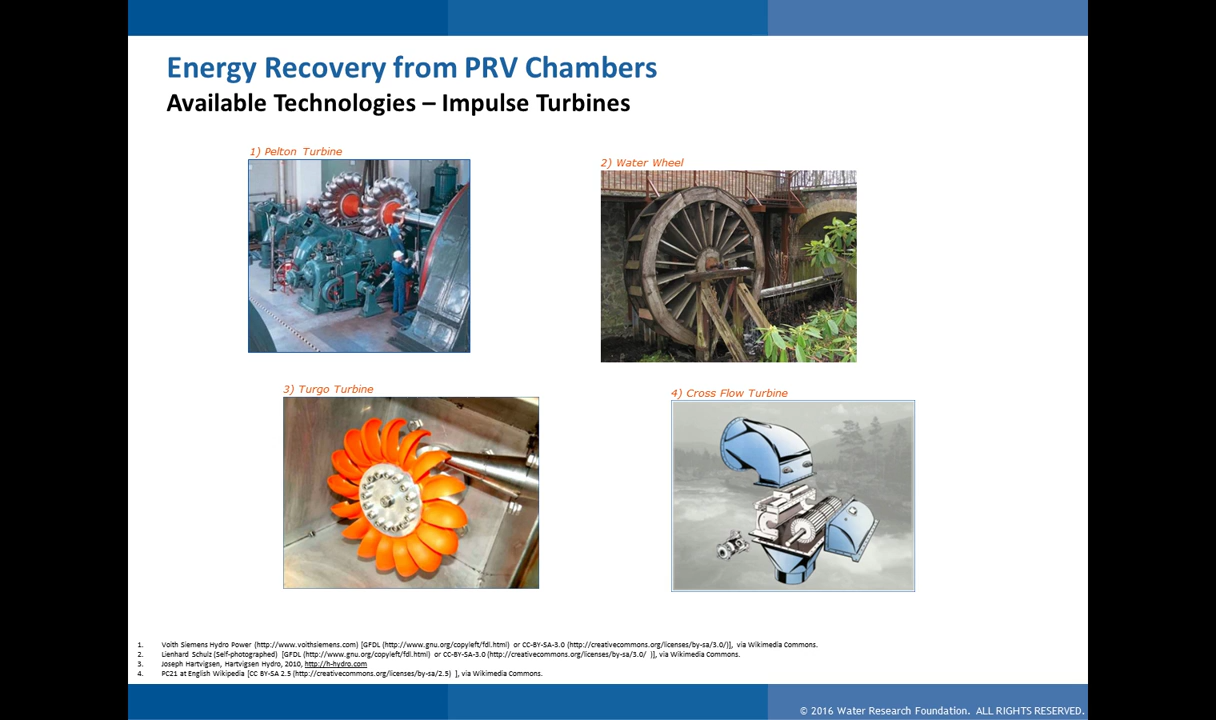 Energy Recovery from PRV Chambers
Available Technologies – Impulse Turbines
1) Pelton Turbine
2) Water Wheel
3) Turgo Turbine
4) Cross Flow Turbine
1. Voith Siemens Hydro Power (http://www.voithsiemens.com) [GFDL (http://www.gnu.org/copyleft/fdl.html) or CC-BY-SA-3.0 (http://creativecommons.org/licenses/by-sa/3.0/)], via Wikimedia Commons.
2. Lienhard Schulz (Self-photographed) [GFDL (http://www.gnu.org/copyleft/fdl.html) or CC-BY-SA-3.0 (http://creativecommons.org/licenses/by-sa/3.0/ )], via Wikimedia Commons.
3. Joseph Hartvigsen, Hartvigsen Hydro, 2010, http://h-hydro.com
4. PC21 at English Wikipedia [CC BY-SA 2.5 (http://creativecommons.org/licenses/by-sa/2.5) ], via Wikimedia Commons.
© 2016 Water Research Foundation. ALL RIGHTS RESERVED.